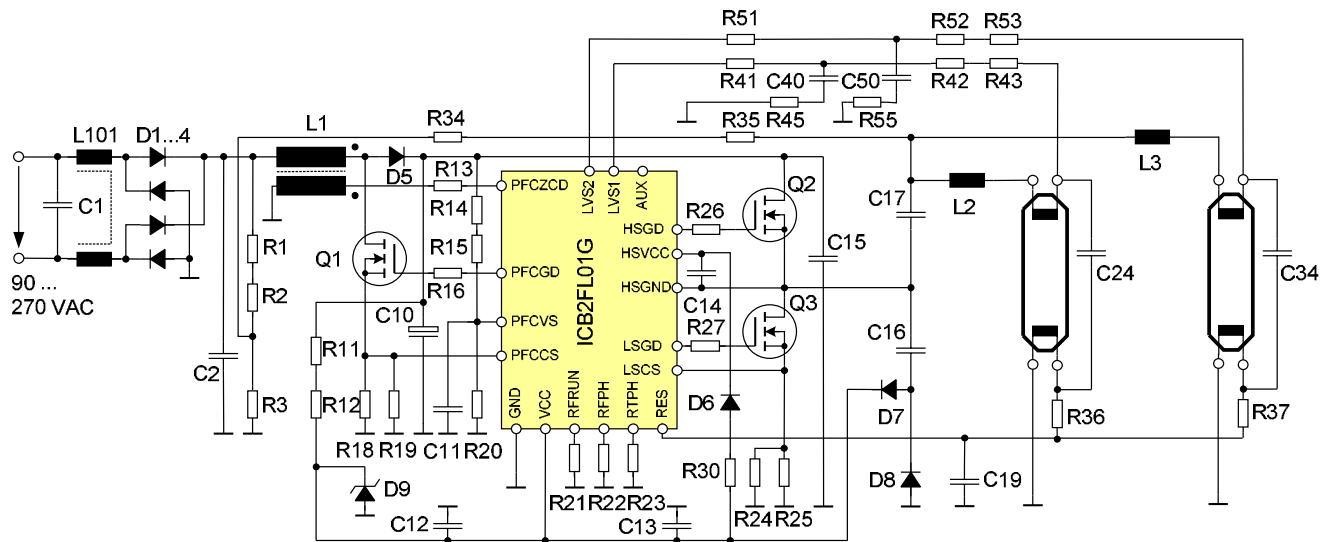 R51
R52
R53
R41
C40
C50
R42
R43
R45
R55
R34
R35
L101
D1...4
L1
L3
D5
R13
PFCZCD
LVS2
LVS1
AUX
Q2
C17
L2
C1
R14
R26
HSGD
R1
Q1
R15
HSVCC
C15
C24
C34
PFCGD
R16
ICB2FL01G
HSGND
C14
Q3
90 ...
270 VAC
R2
C10
PFCVS
R27
C16
R11
LSGD
C2
PFCCS
LSCS
D6
D7
R3
R12
GND
VCC
RFRUN
RFPH
RTPH
RES
R36
R37
R18
R19
C11
R20
R30
D8
C19
D9
R21
R22
R23
R24
R25
C12
C13